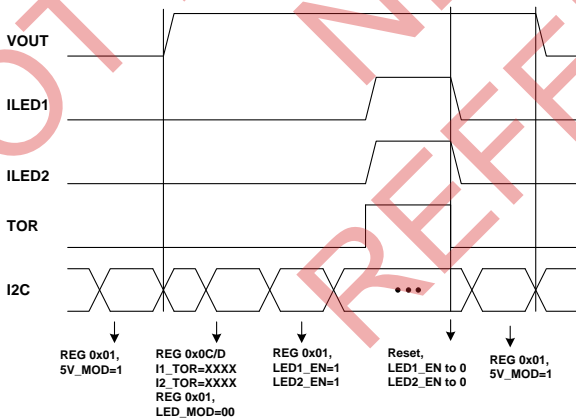 VOUT
ILED1
ILED2
TOR
I2C
REG 0x01,
5V_MOD=1
REG 0x0C/D
I1_TOR=XXXX
I2_TOR=XXXX
REG 0x01,
LED_MOD=00
REG 0x01,
LED1_EN=1
LED2_EN=1
Reset,
LED1_EN to 0
LED2_EN to 0
REG 0x01,
5V_MOD=1